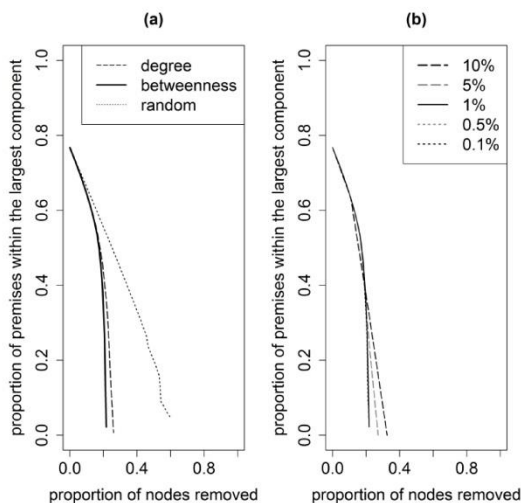 (a)
degree
betweenness
random
proportion of premises within the largest component
0.0
0.2
0.4
0.6
0.8
1.0
0.0
0.4
0.8
proportion of nodes removed
(b)
10%
5%
1%
0.5%
0.1%
proportion of premises within the largest component
0.0
0.2
0.4
0.6
0.8
1.0
0.0
0.4
0.8
proportion of nodes removed